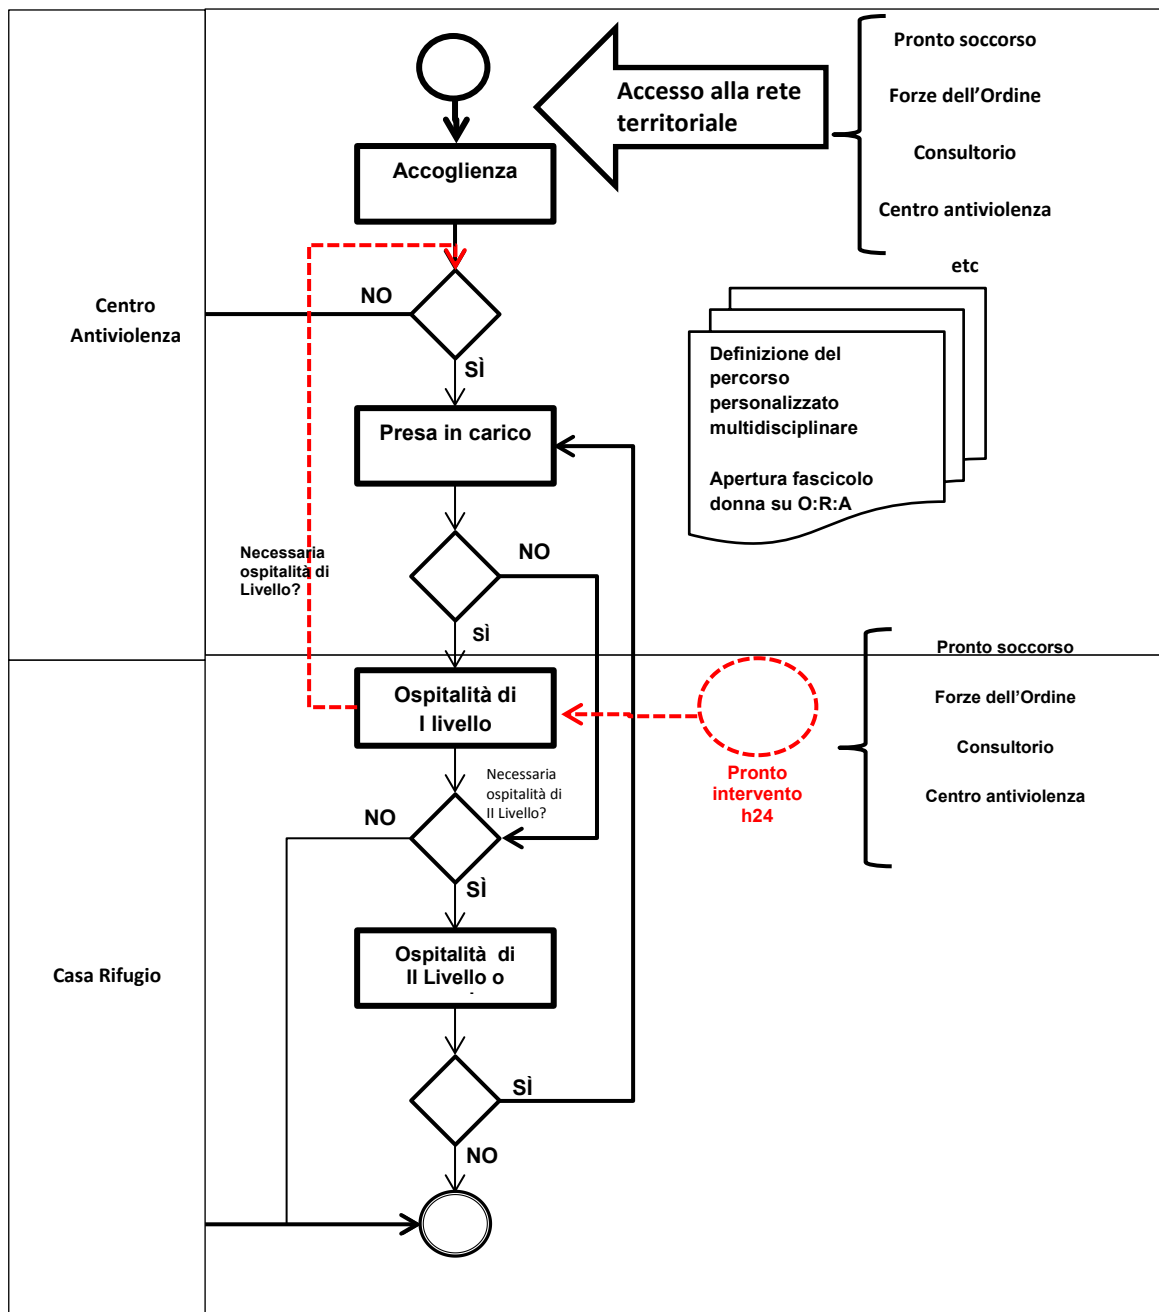 Pronto soccorso
Forze dell'Ordine
Consultorio
Centro antiviolenza
etc
Accesso alla rete
territoriale
Accoglienza
Centro
Antiviolenza
NO
SÌ
Definizione del
percorso
personalizzato
multidisciplinare
Apertura fascicolo
donna su O:R:A
Presa in carico
Necessaria
ospitalità di
Livello?
NO
SÌ
Pronto soccorso
Forze dell'Ordine
Consultorio
Centro antiviolenza
Ospitalità di
I livello
Pronto
intervento
h24
Necessaria
ospitalità di
II Livello?
NO
SÌ
Casa Rifugio
Ospitalità di
II Livello o
SÌ
NO